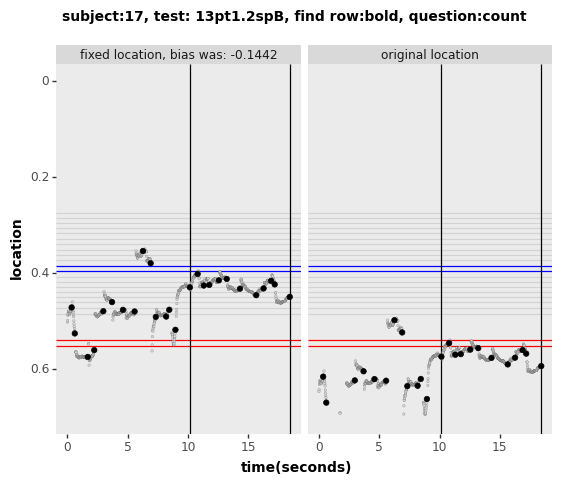 subject:17, test: 13pt1.2spB, find row:bold, question:count
fixed location, bias was: -0.1442
original location
location
0
0.2
0.4
0.6
0
5
10
15
0
5
10
15
time(seconds)